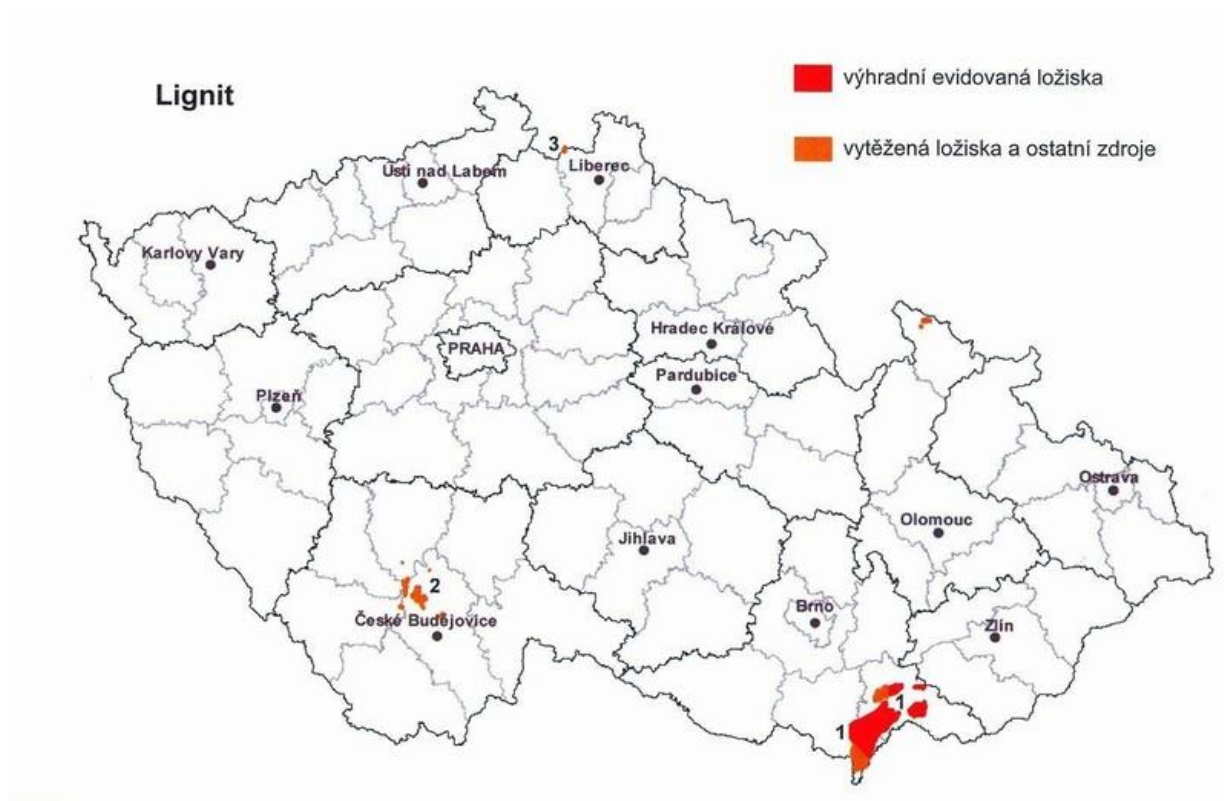 Lignit
výhradní evidovaná ložiska
vytěžená ložiska a ostatní zdroje
3
Ústí nad Labem
Liberec
Karlovy Vary
Hradec Králové
PRAHA
Pardubice
Plzeň
Ostrava
Olomouc
Jihlava
2
České Budějovice
Brno
Zlín
1
1